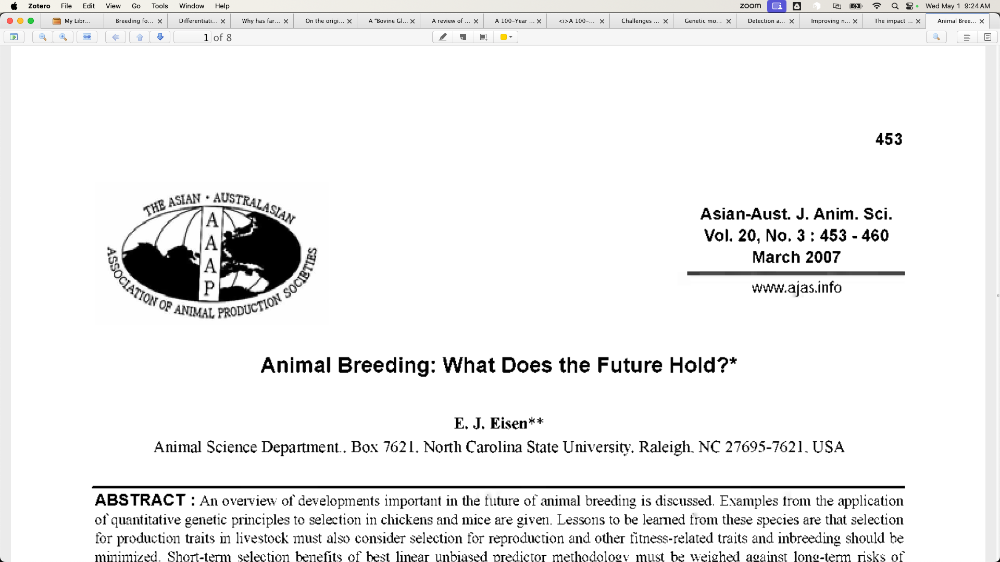 Zotero File Edit View Go Tools Window Help zoom Wed May 1 9:24 AM
My Libr... Breeding fo... Differentiati... Why has far... On the origi... A "Bovine Gl... A review of ... A 100-Year ... <i>A 100-... Challenges ... Genetic mo... Detection a... Improving n... The impact ... Animal Bree...
1 of 8
453
THE ASIAN · AUSTRALASIAN
AAAP
ASSOCIATION OF ANIMAL PRODUCTION SOCIETIES
Asian-Aust. J. Anim. Sci.
Vol. 20, No. 3 : 453 - 460
March 2007
www.ajas.info
Animal Breeding: What Does the Future Hold?*
E. J. Eisen**
Animal Science Department., Box 7621, North Carolina State University, Raleigh, NC 27695-7621, USA
ABSTRACT : An overview of developments important in the future of animal breeding is discussed. Examples from the application
of quantitative genetic principles to selection in chickens and mice are given. Lessons to be learned from these species are that selection
for production traits in livestock must also consider selection for reproduction and other fitness-related traits and inbreeding should be
minimized. Short-term selection benefits of best linear unbiased predictor methodology must be weighed against long-term risks of